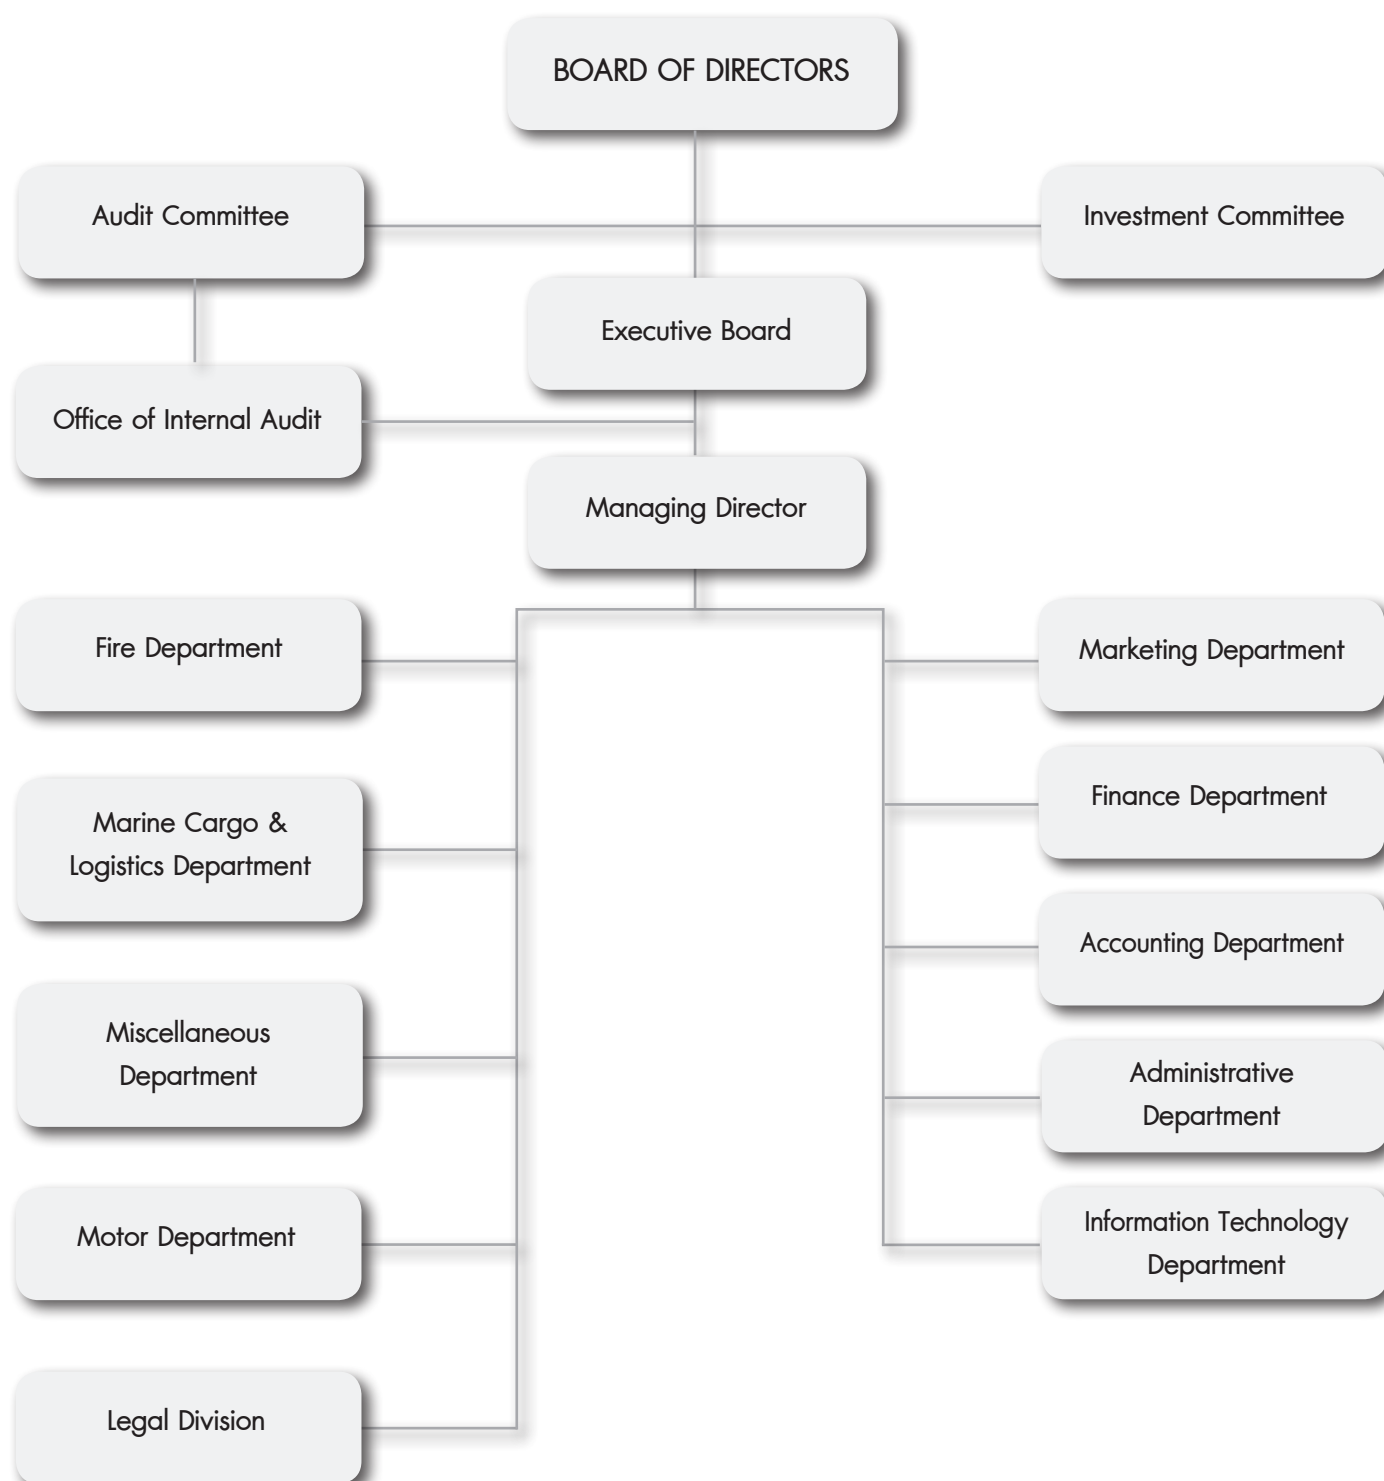 BOARD OF DIRECTORS
Audit Committee
Investment Committee
Executive Board
Office of Internal Audit
Managing Director
Fire Department
Marine Cargo &
Logistics Department
Miscellaneous
Department
Motor Department
Legal Division
Marketing Department
Finance Department
Accounting Department
Administrative
Department
Information Technology
Department